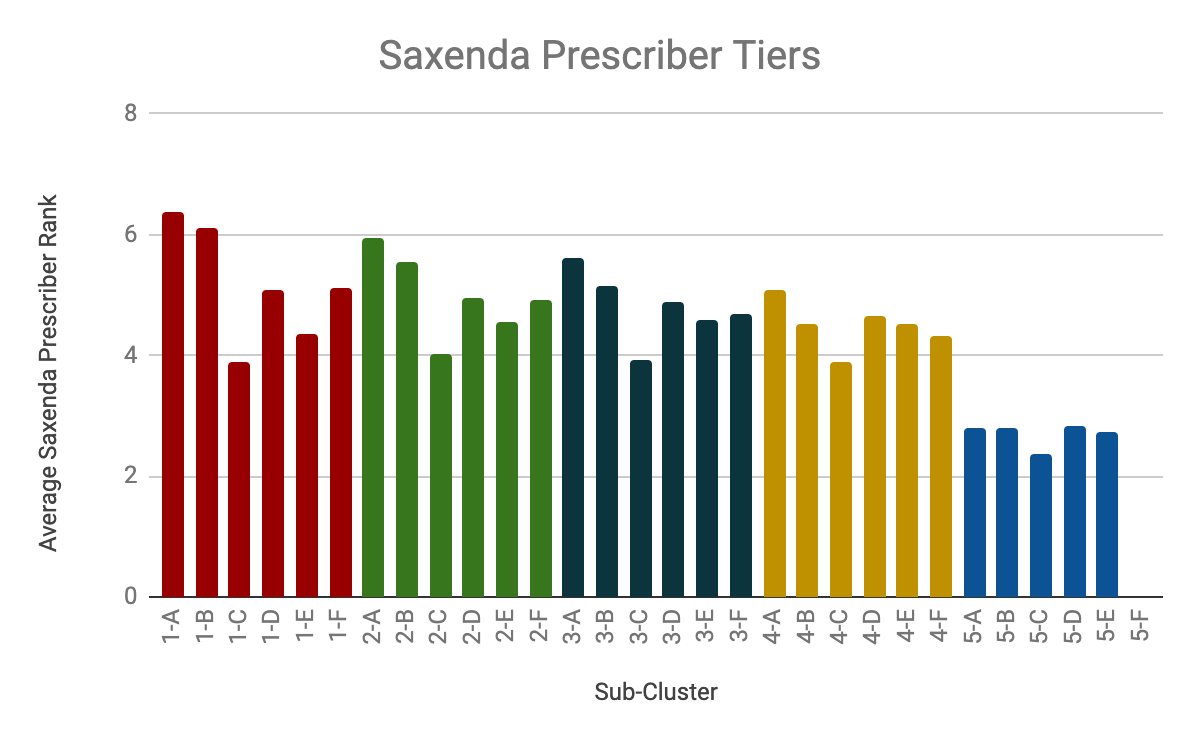 Saxenda Prescriber Tiers
Average Saxenda Prescriber Rank
8
6
4
2
0
1-A
1-B
1-C
1-D
1-E
1-F
2-A
2-B
2-C
2-D
2-E
2-F
3-A
3-B
3-C
3-D
3-E
3-F
4-A
4-B
4-C
4-D
4-E
4-F
5-A
5-B
5-C
5-D
5-E
5-F
Sub-Cluster